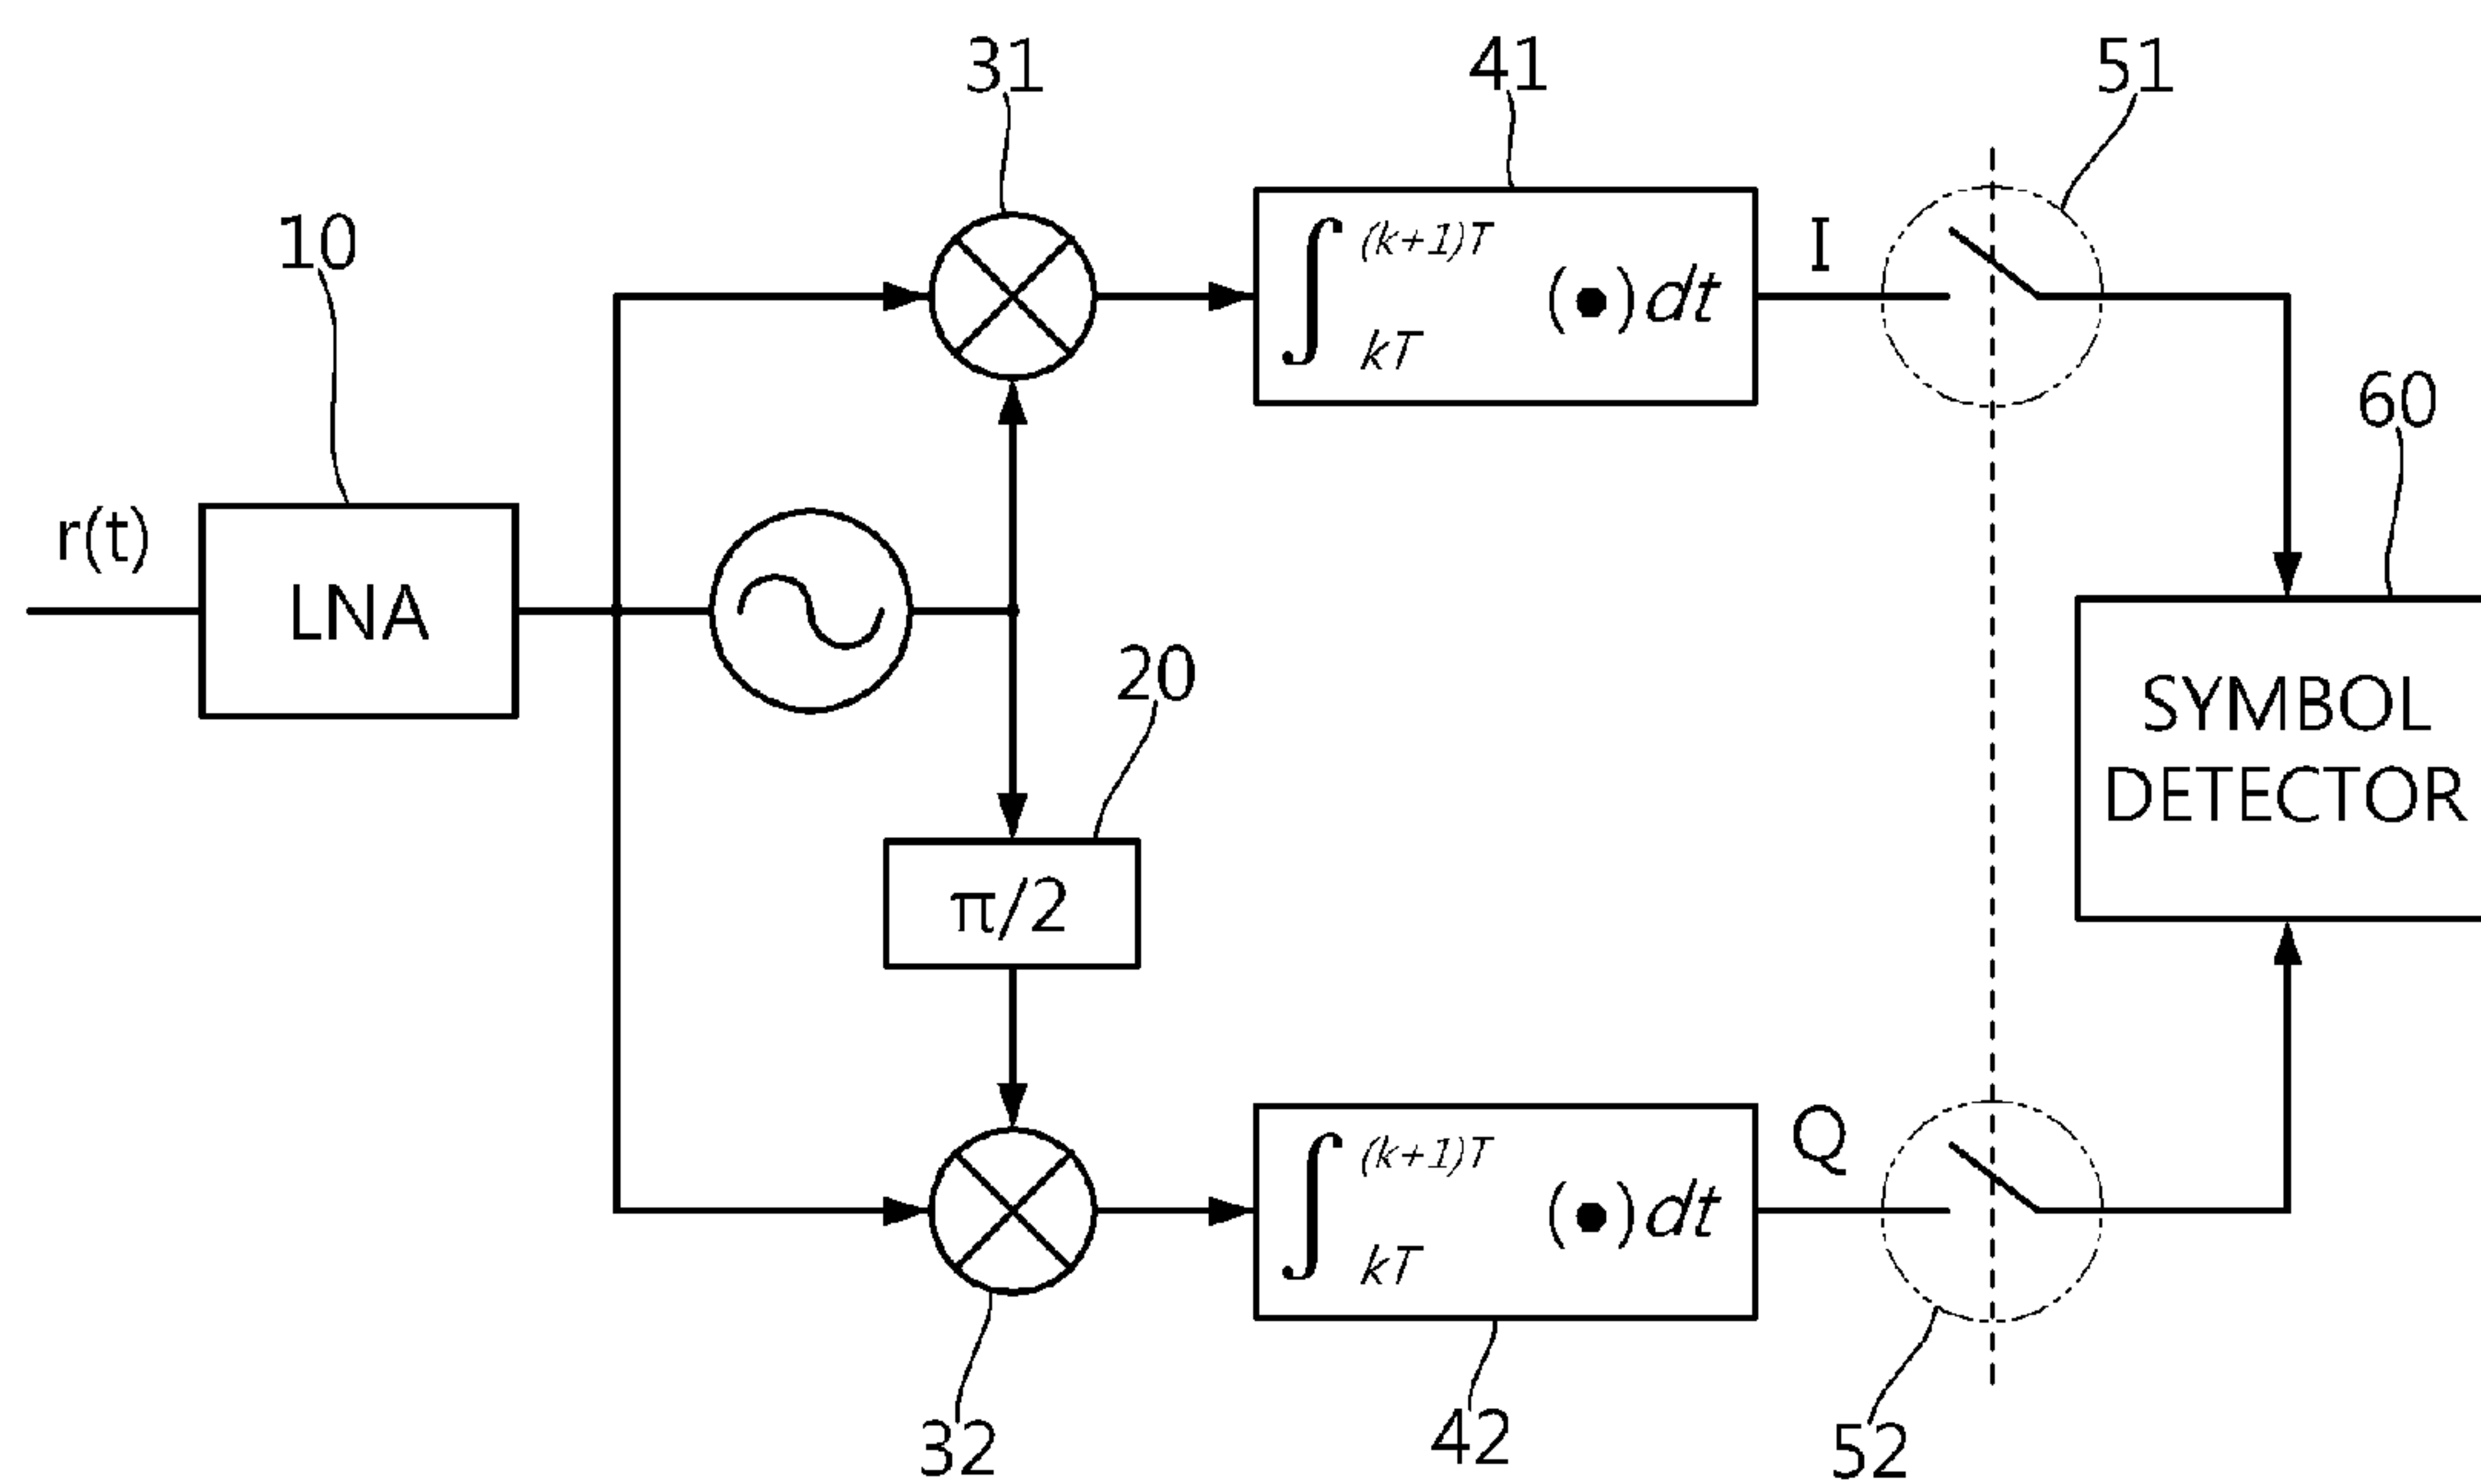 31
41
51
10
∫ (k+1)T kT (●)dt
I
60
r(t)
LNA
20
SYMBOL
DETECTOR
π/2
∫ (k+1)T kT (●)dt
Q
32
42
52